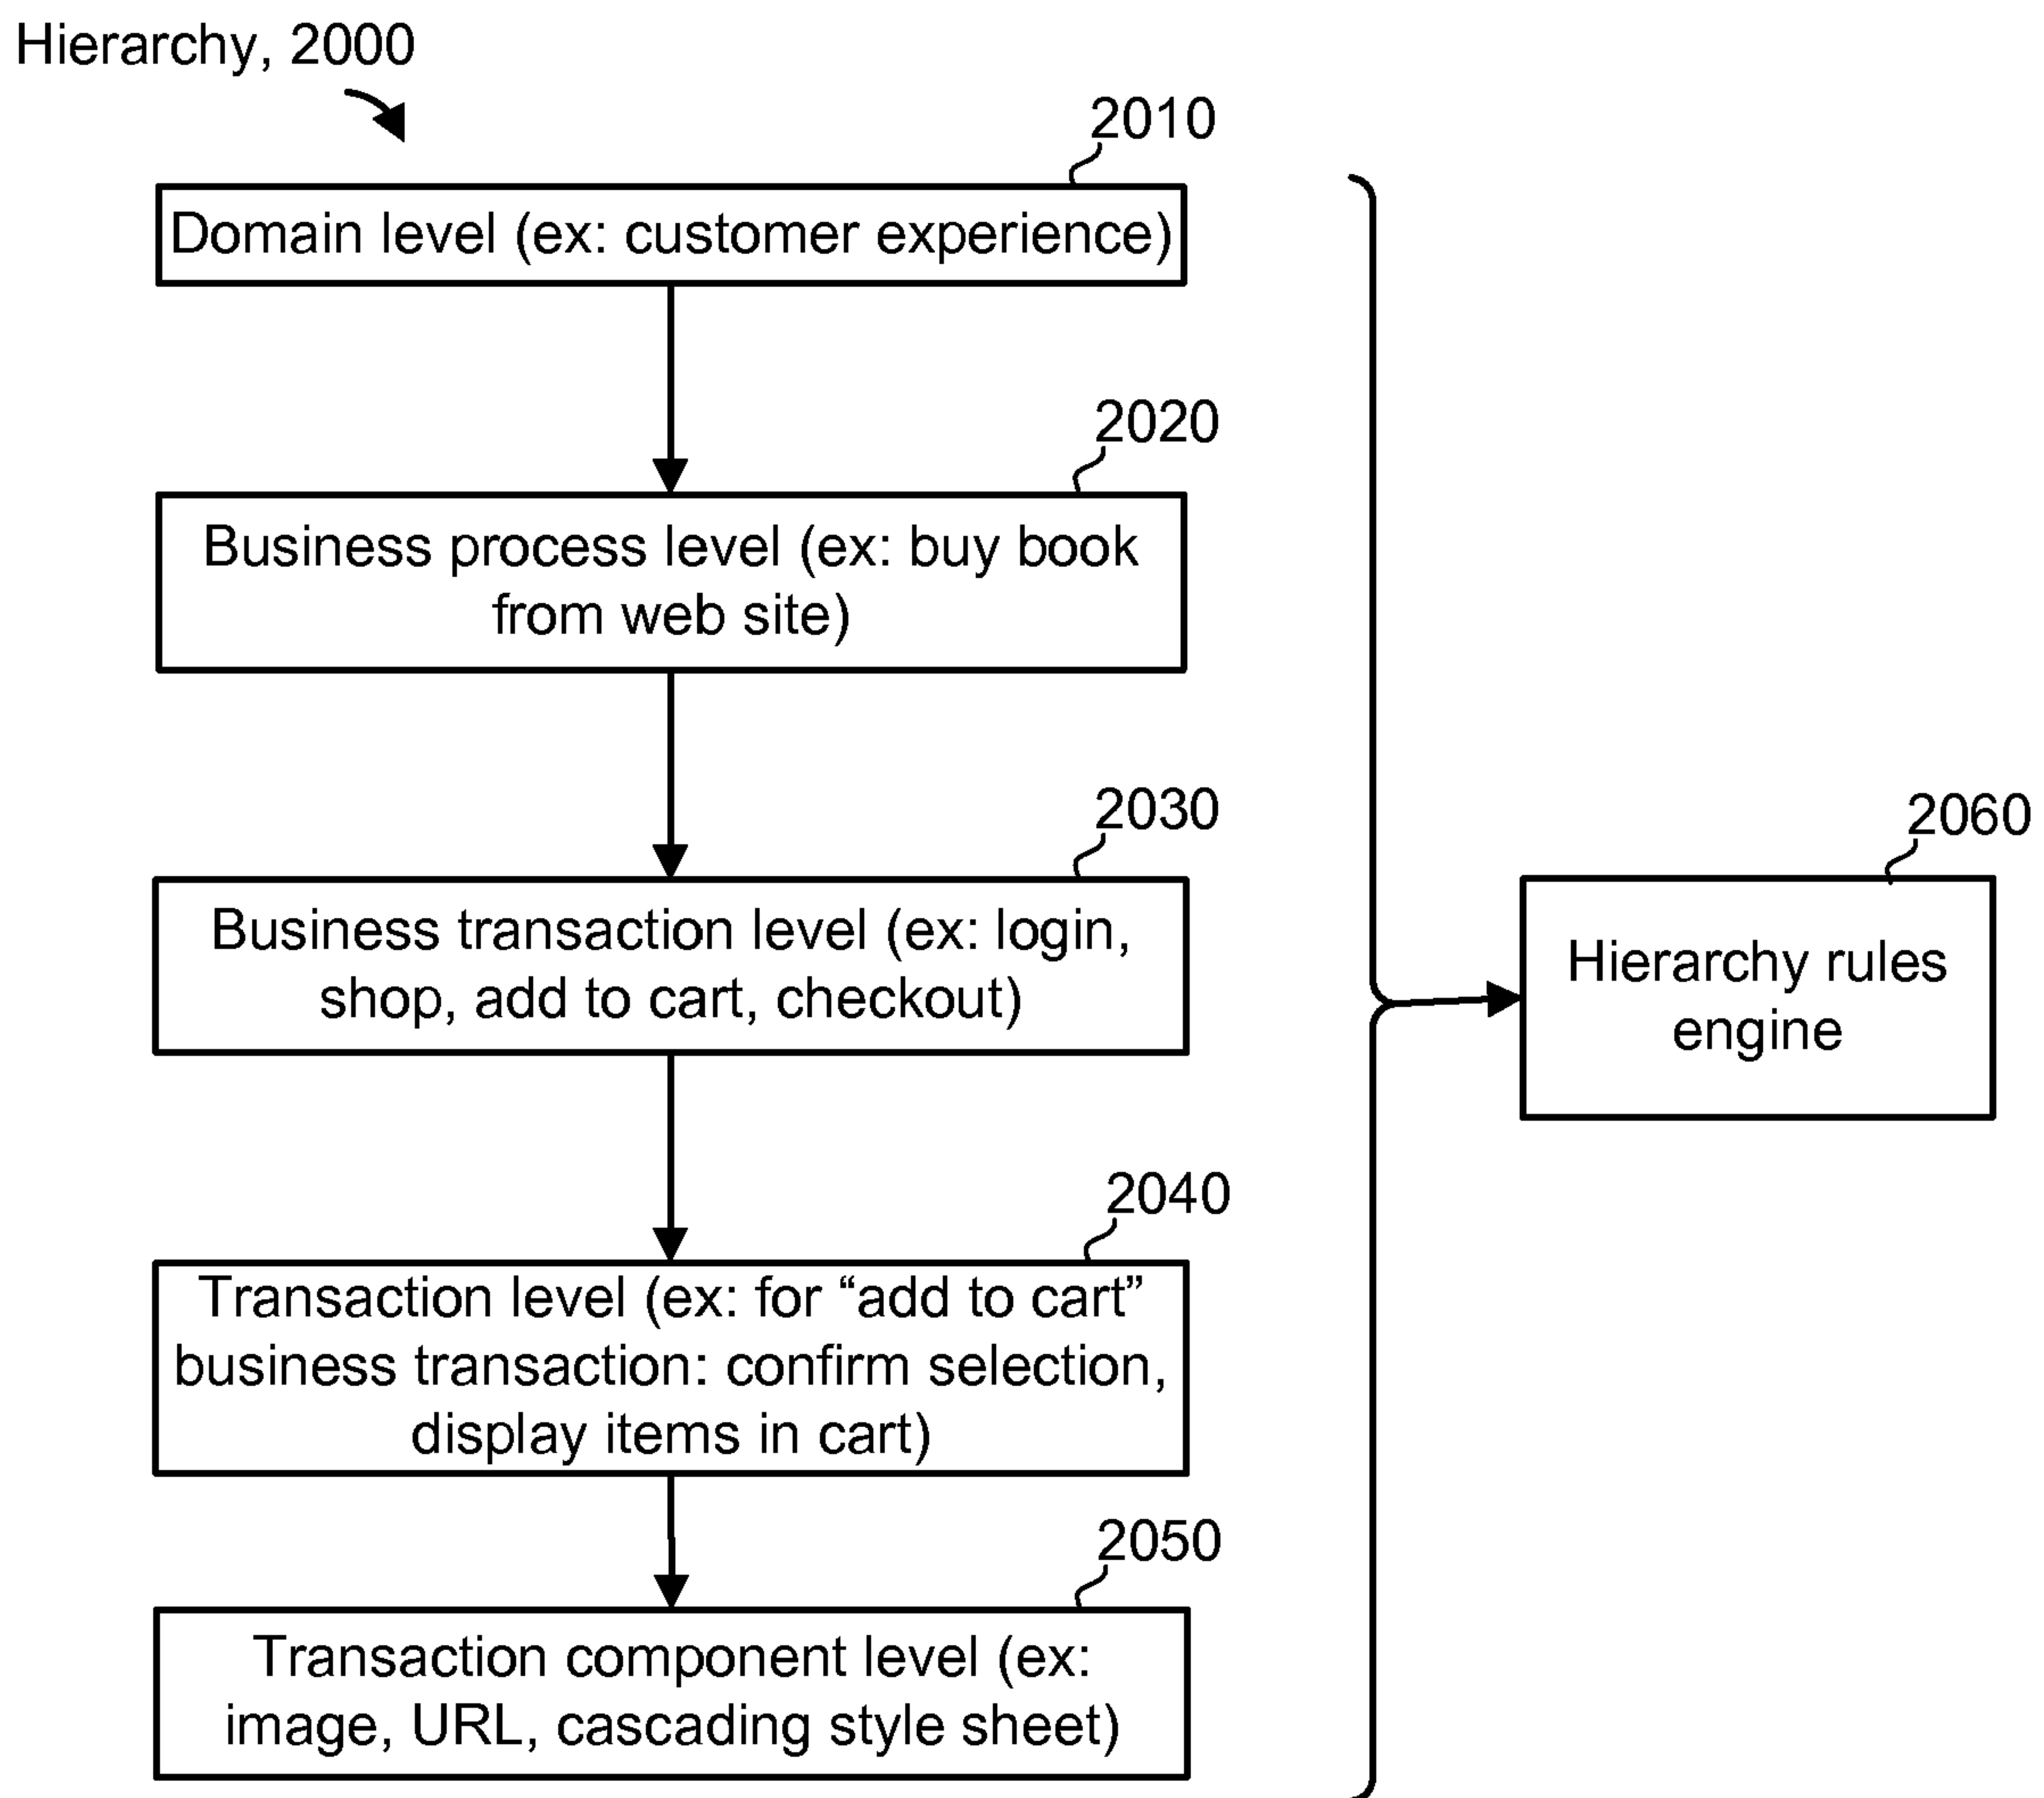 Hierarchy, 2000
2010
Domain level (ex: customer experience)
2020
Business process level (ex: buy book
from web site)
2030
Business transaction level (ex: login,
shop, add to cart, checkout)
2060
Hierarchy rules
engine
2040
Transaction level (ex: for “add to cart”
business transaction: confirm selection,
display items in cart)
2050
Transaction component level (ex:
image, URL, cascading style sheet)